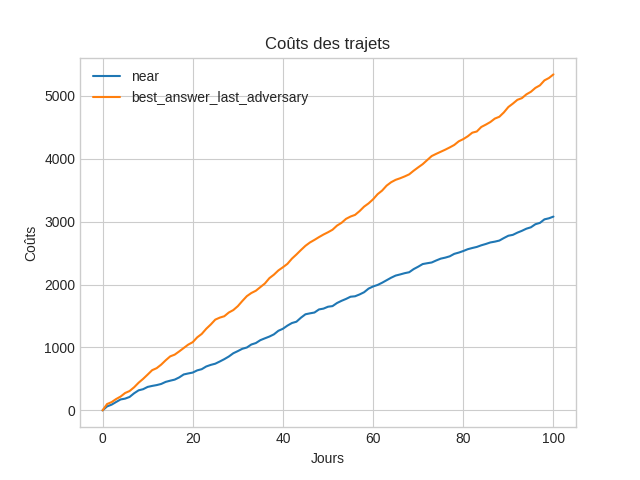 Coûts des trajets
near
best_answer_last_adversary
5000
4000
3000
2000
1000
0
Coûts
0 20 40 60 80 100
Jours